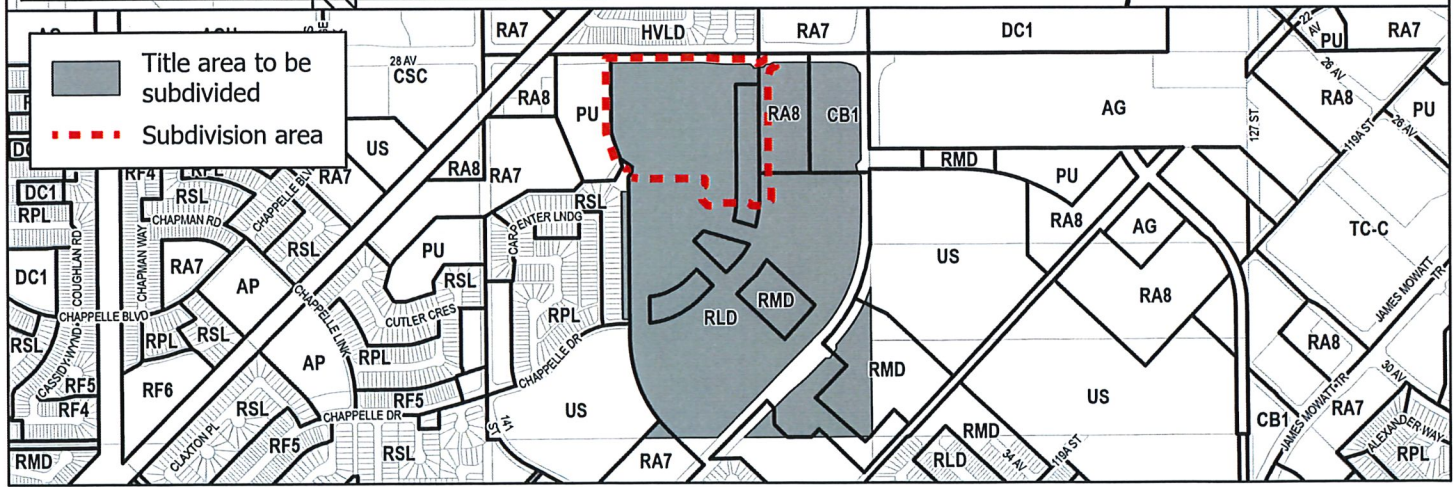 RA7
HVLD
RA7
DC1
22 AV
PU
RA7
Title area to be
subdivided
Subdivision area
28 AV
CSC
RA8
PU
RA8
CB1
AG
127 ST
26 AV
RA8
PU
119A ST
26 AV
US
RA8
RA7
RMD
PU
DC1
RPL
RF4
RPL
RSL
CHAPMAN RD
CHAPPELLE BLVD
RA7
RSL
CARPENTER LNDG
RSL
RA8
AG
TC-C
DC1
COUGHLAN RD
CHAPMAN WAY
RA7
AP
PU
RSL
US
RMD
RA8
JAMES MOWATT
TR
CHAPPELLE BLVD
CHAPPELLE LINK
CUTLER CRES
RPL
RLD
RSL
CASSIDY WYND
RPL
RSL
RPL
CHAPPELLE DR
RA8
RF5
RF4
RF6
AP
RF5
RMD
30 AV
US
RSL
CHAPPELLE DR
141 ST
US
CB1
JAMES MOWATT TR
RA7
ALEXANDER WAY
RPL
RMD
CLAXTON PL
RF5
RSL
RA7
RMD
RLD
34 AV
119A ST